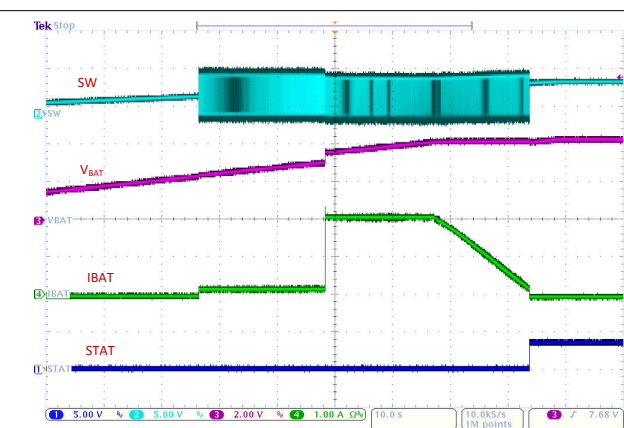 Tek Stop
SW
2 SW
VBAT
3 VBAT
IBAT
4 IBAT
STAT
1 STAT
1 5.00 V 2 5.00 V 3 2.00 V 4 1.00 A Ω 10.0 s 10.0kS/s 3 7.68 V
1M points